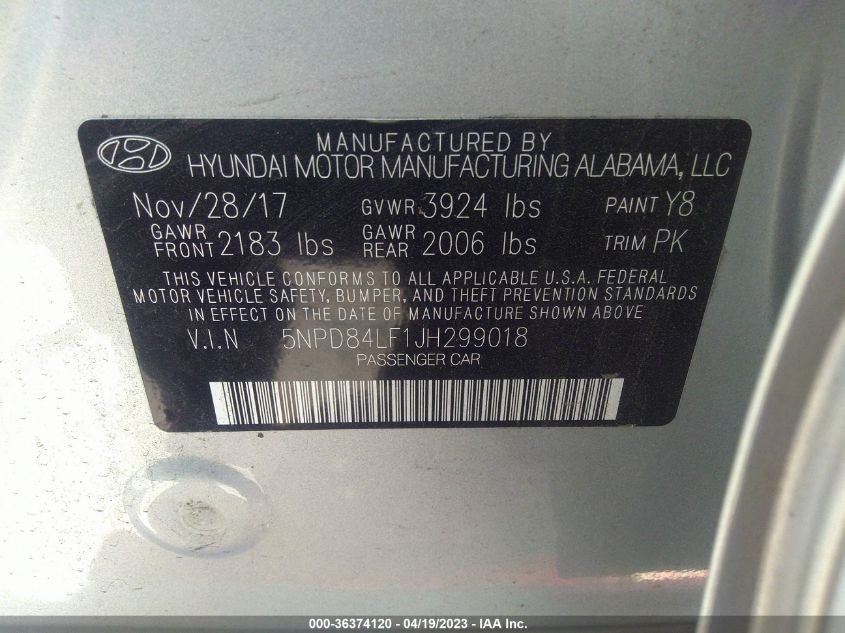 MANUFACTURED BY
HYUNDAI MOTOR MANUFACTURING ALABAMA, LLC
Nov/28/17 GVWR 3924 lbs PAINT Y8
GAWR FRONT 2183 lbs GAWR REAR 2006 lbs TRIM PK
THIS VEHICLE CONFORMS TO ALL APPLICABLE U.S.A. FEDERAL
MOTOR VEHICLE SAFETY, BUMPER, AND THEFT PREVENTION STANDARDS
IN EFFECT ON THE DATE OF MANUFACTURE SHOWN ABOVE
V.I.N 5NPD84LF1JH299018
PASSENGER CAR
000-36374120 - 04/19/2023 - IAA Inc.